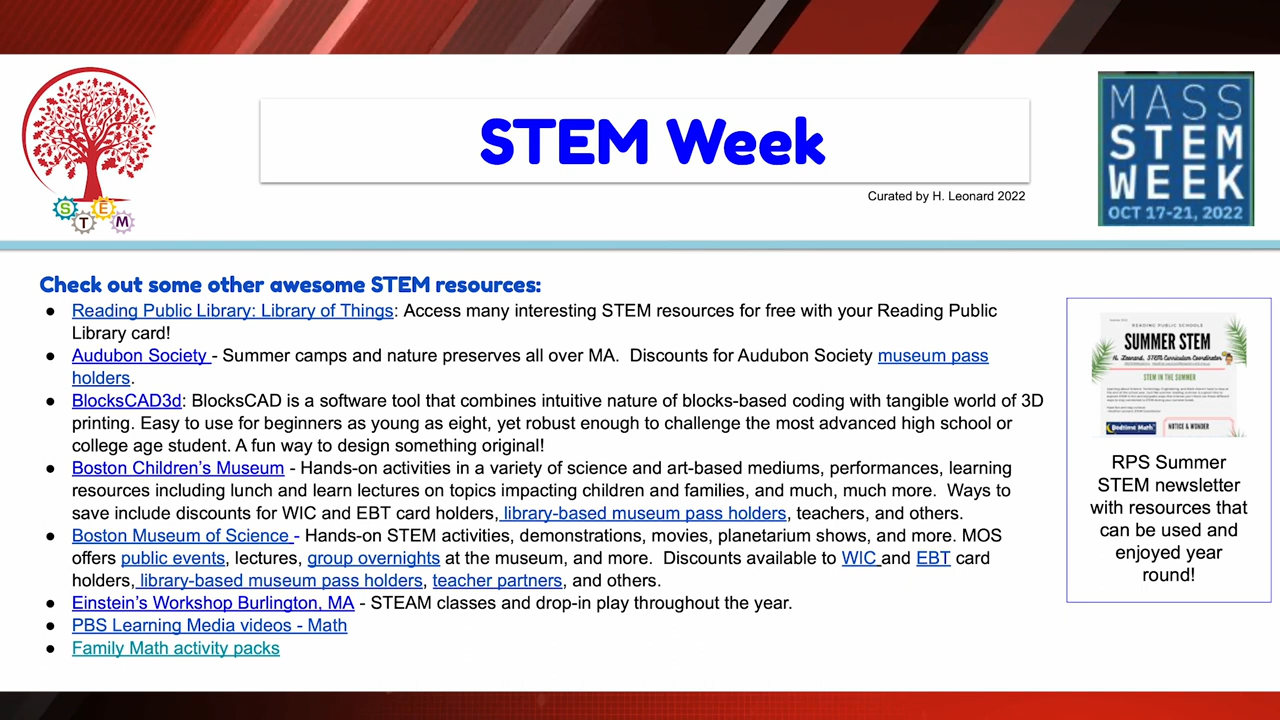 STEM Week
MASS
STEM
WEEK
OCT 17-21, 2022
S
T
E
M
Curated by H. Leonard 2022
Check out some other awesome STEM resources:
● Reading Public Library: Library of Things: Access many interesting STEM resources for free with your Reading Public
Library card!
● Audubon Society - Summer camps and nature preserves all over MA.  Discounts for Audubon Society museum pass
holders.
● BlocksCAD3d: BlocksCAD is a software tool that connects intuitive nature of blocks-based coding with tangible world of 3D
printing. Easy to use for beginners as young as eight, yet robust enough to challenge the most advanced high school or
college age student. A fun way to design something original!
● Boston Children's Museum - Hands-on activities in a variety of science and art-based mediums, performances, learning
resources including lunch and learn lectures on topics impacting children and families, and much, much more.  Ways to
save include discounts for WIC and EBT card holders, library-based museum pass holders, teachers, and others.
● Boston Museum of Science - Hands-on STEM activities, demonstrations, movies, planetarium shows, and more. MOS
offers public events, lectures, group overnights at the museum, and more.  Discounts available to WIC and EBT card
holders, library-based museum pass holders, teacher partners, and others.
● Einstein's Workshop Burlington, MA - STEAM classes and drop-in play throughout the year.
● PBS Learning Media videos - Math
● Family Math activity packs
READING PUBLIC SCHOOLS
SUMMER STEM
H. Leonard, STEM Curriculum Coordinator
STEM IN THE SUMMER
Bedtime Math
NOTICE & WONDER
RPS Summer
STEM newsletter
with resources that
can be used and
enjoyed year
round!